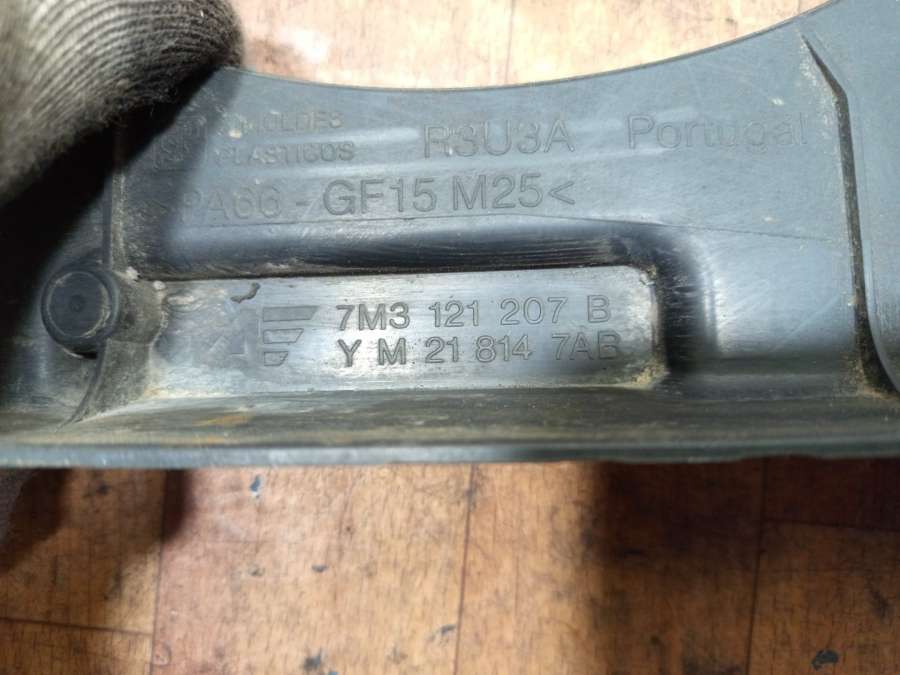 MOLDES R3U3A Portugal
PLASTICOS
>PA66 - GF15 M25<
7M3 121 207 B
Y M 21 814 7AB